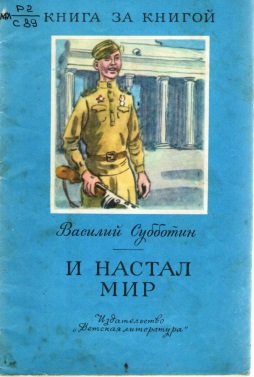 Р2
С 89
КНИГА ЗА КНИГОЙ
Василий Субботин
И НАСТАЛ
МИР
Издательство
„Детская литература"